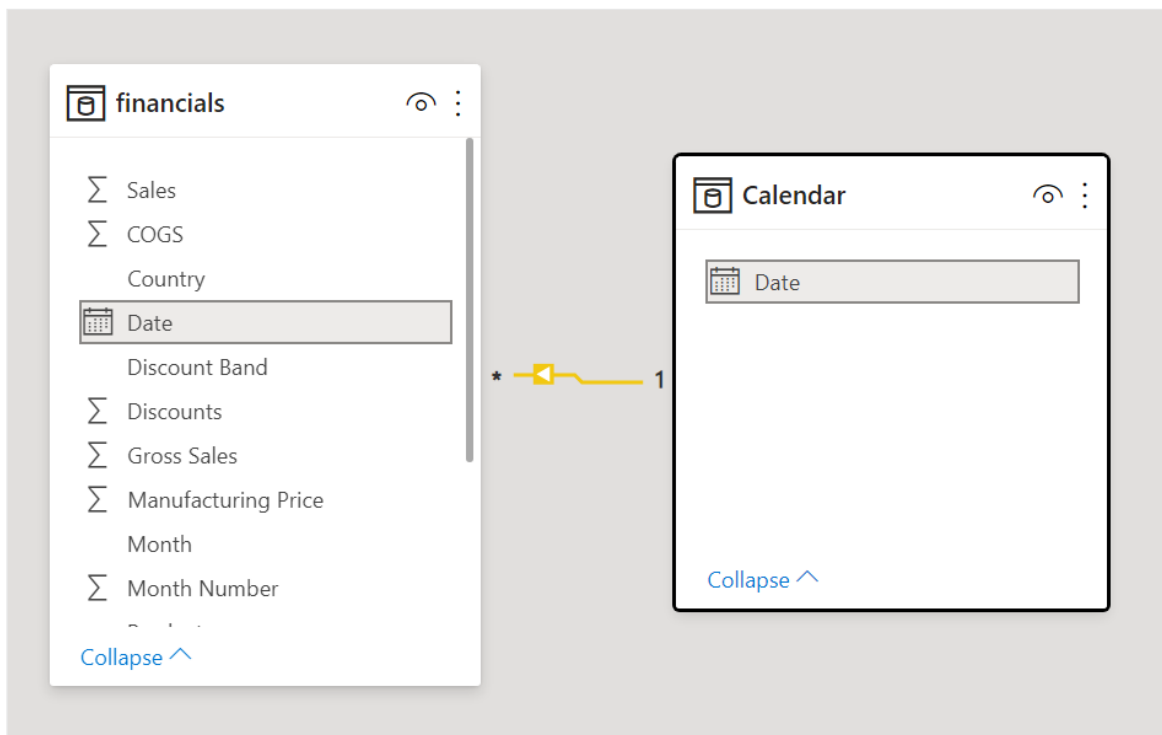 financials
Sales
COGS
Country
Date
Discount Band
Discounts
Gross Sales
Manufacturing Price
Month
Month Number
Collapse
* 1
Calendar
Date
Collapse